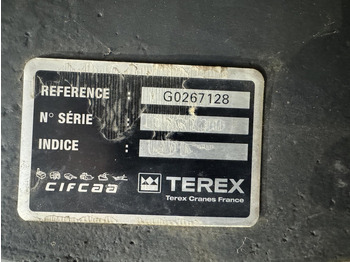 REFERENCE : G0267128
N° SÉRIE :
INDICE :
CIFCAA TEREX
Terex Cranes France